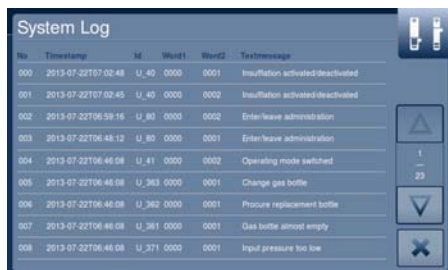 System Log
No Timestamp Id Word1 Word2 Textmessage
000 2013-07-22T07:02:48 U_40 0000 0001 Insufflation activated/deactivated
001 2013-07-22T07:02:45 U_40 0000 0002 Insufflation activated/deactivated
002 2013-07-22T06:59:16 U_80 0000 0002 Enter/leave administration
003 2013-07-22T06:48:12 U_80 0000 0001 Enter/leave administration
004 2013-07-22T06:46:08 U_41 0000 0002 Operating mode switched
005 2013-07-22T06:46:08 U_363 0000 0001 Change gas bottle
006 2013-07-22T06:46:08 U_362 0000 0001 Procure replacement bottle
007 2013-07-22T06:46:08 U_361 0000 0001 Gas bottle almost empty
008 2013-07-22T06:46:08 U_371 0000 0001 Input pressure too low
1
23